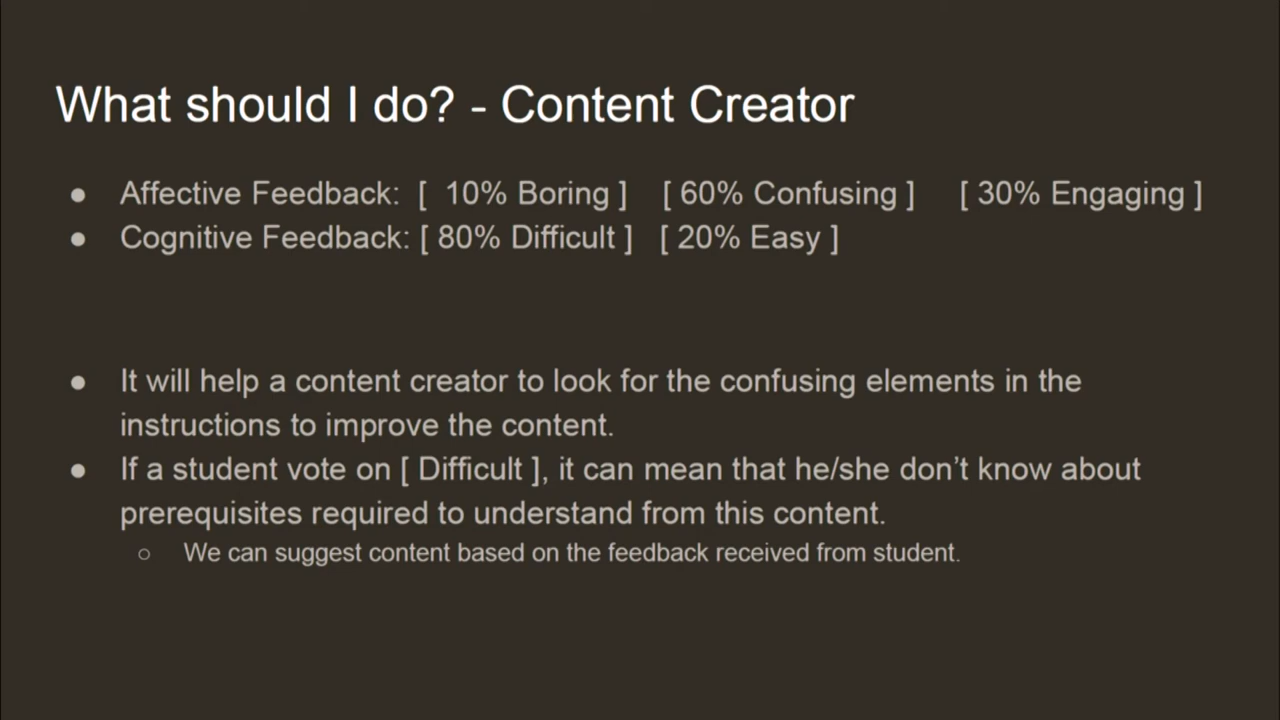 What should I do? - Content Creator
● Affective Feedback: [ 10% Boring ] [ 60% Confusing ] [ 30% Engaging ]
● Cognitive Feedback: [ 80% Difficult ] [ 20% Easy ]
● It will help a content creator to look for the confusing elements in the
instructions to improve the content.
● If a student vote on [ Difficult ], it can mean that he/she don’t know about
prerequisites required to understand from this content.
○ We can suggest content based on the feedback received from student.